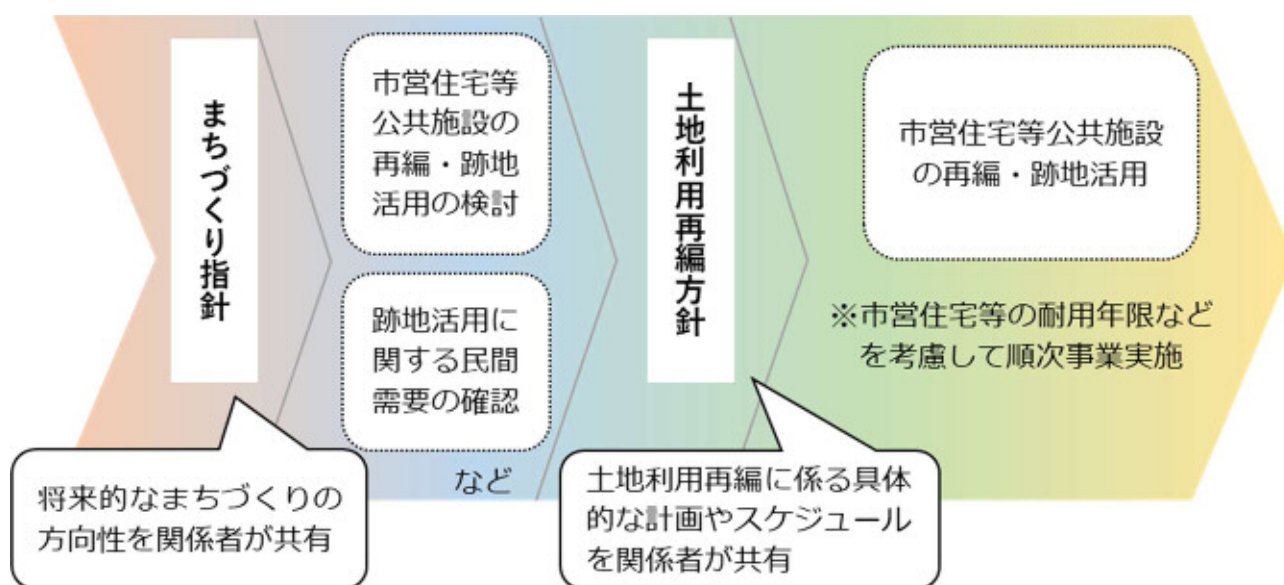 まちづくり指針
市営住宅等
公共施設の
再編・跡地
活用の検討
跡地活用に
関する民間
需要の確認
など
将来的なまちづくりの
方向性を関係者が共有
土地利用再編方針
土地利用再編に係る具体
的な計画やスケジュール
を関係者が共有
市営住宅等公共施設
の再編・跡地活用
※市営住宅等の耐用年限など
を考慮して順次事業実施